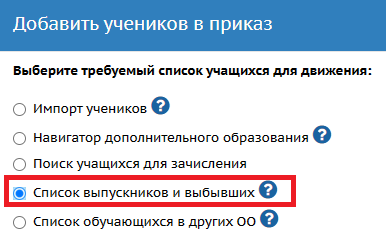 Добавить учеников в приказ
Выберите требуемый список учащихся для движения:
Импорт учеников ?
Навигатор дополнительного образования ?
Поиск учащихся для зачисления
Список выпускников и выбывших ?
Список обучающихся в других ОО ?